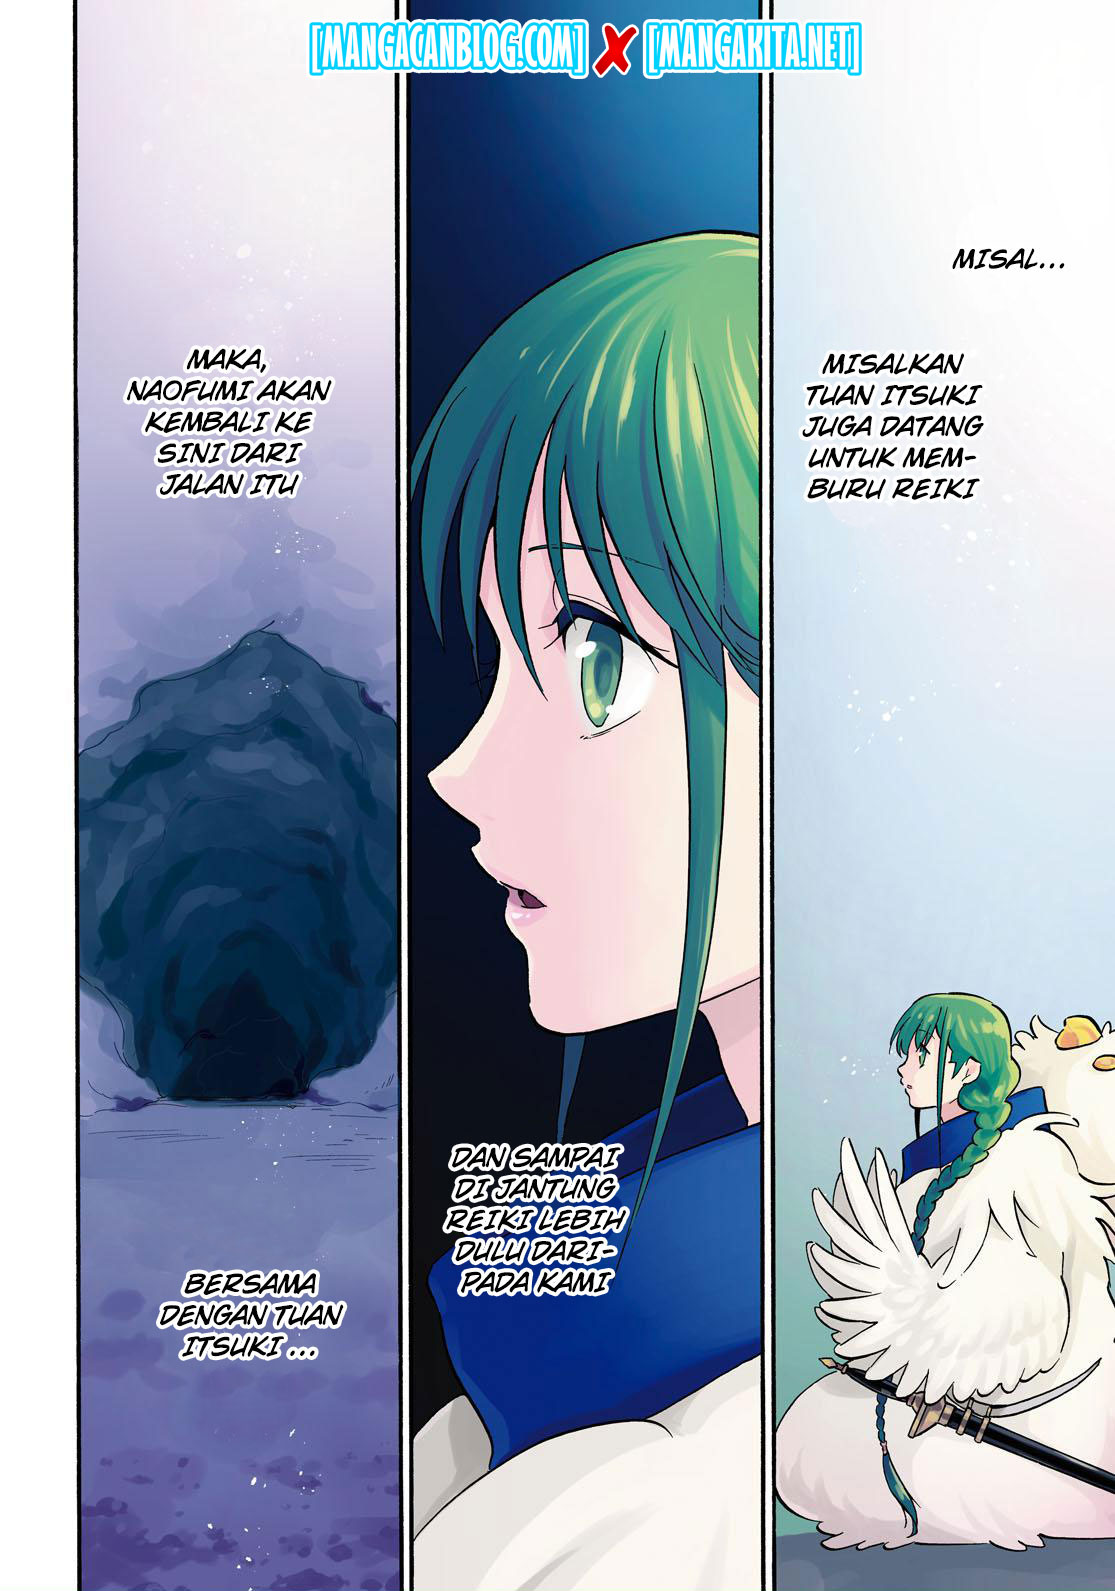 [MANGACANBLOG.COM] X [MANGAKITA.NET]
MISAL...
MISALKAN
TUAN ITSUKI
JUGA DATANG
UNTUK MEM-
BURU REIKI
DAN SAMPAI
DI JANTUNG
REIKI LEBIH
DULU DARI-
PADA KAMI
MAKA,
NAOFUMI AKAN
KEMBALI KE
SINI DARI
JALAN ITU
BERSAMA
DENGAN TUAN
ITSUKI ...